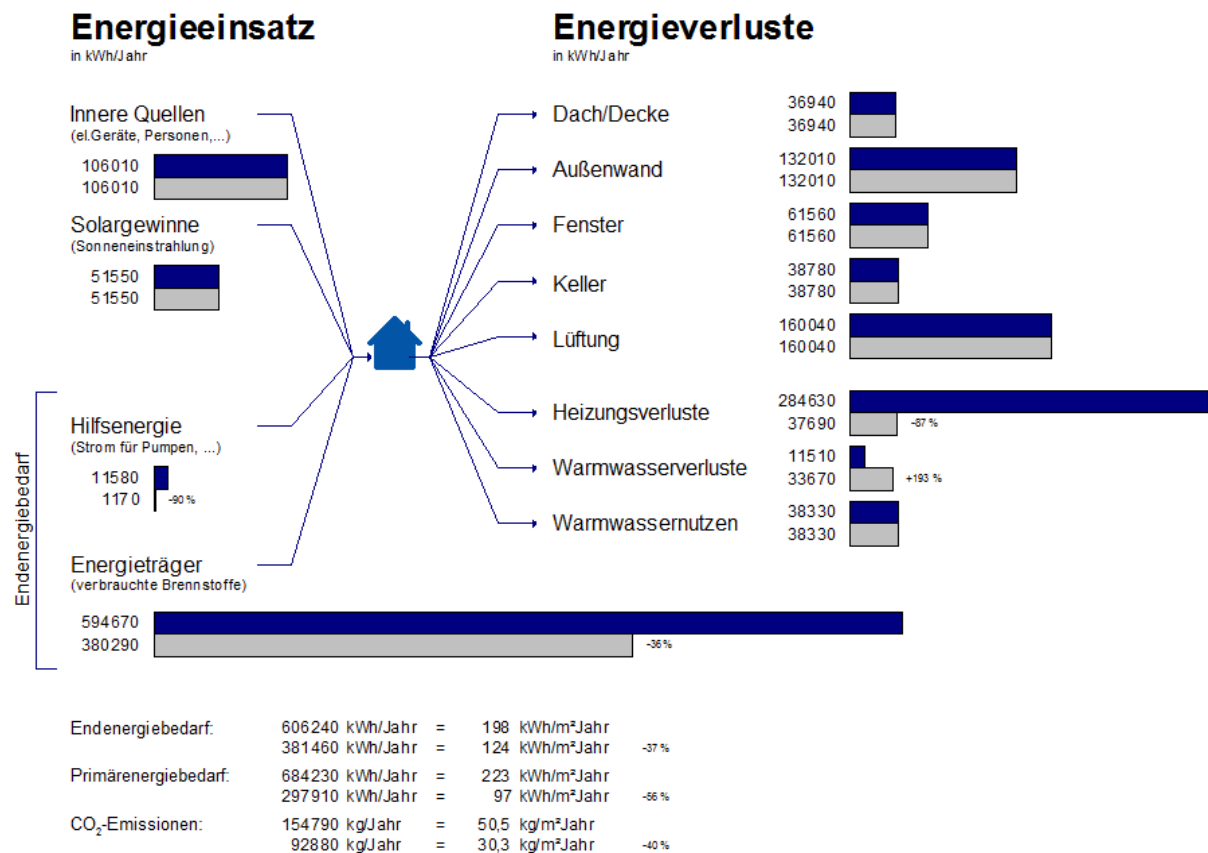 Energieeinsatz
in kWh/Jahr
Innere Quellen
(el.Geräte, Personen,...)
106010
106010
Solargewinne
(Sonneneinstrahlung)
51550
51550
Endenergiebedarf
Hilfsenergie
(Strom für Pumpen, ...)
11580
1170 -90 %
Energieträger
(verbrauchte Brennstoffe)
594670
380290 -36 %
Energieverluste
in kWh/Jahr
Dach/Decke 36940
36940
Außenwand 132010
132010
Fenster 61560
61560
Keller 38780
38780
Lüftung 160040
160040
Heizungsverluste 284630
37690 -87 %
Warmwasserverluste 11510
33670 +193 %
Warmwassernutzen 38330
38330
Endenergiebedarf: 606240 kWh/Jahr = 198 kWh/m²Jahr
381460 kWh/Jahr = 124 kWh/m²Jahr -37 %
Primärenergiebedarf: 684230 kWh/Jahr = 223 kWh/m²Jahr
297910 kWh/Jahr = 97 kWh/m²Jahr -56 %
CO₂-Emissionen: 154790 kg/Jahr = 50,5 kg/m²Jahr
92880 kg/Jahr = 30,3 kg/m²Jahr -40 %